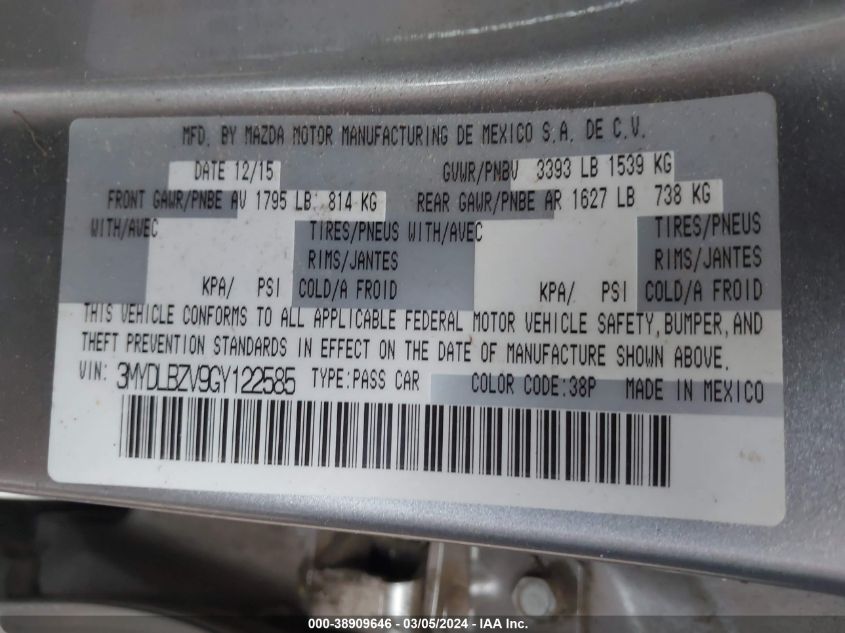 MFD. BY MAZDA MOTOR MANUFACTURING DE MEXICO S.A. DE C.V.
DATE 12/15 GVWR/PNBV 3393 LB 1539 KG
FRONT GAWR/PNBE AV 1795 LB 814 KG REAR GAWR/PNBE AR 1627 LB 738 KG
WITH/AVEC TIRES/PNEUS WITH/AVEC TIRES/PNEUS
RIMS/JANTES RIMS/JANTES
KPA/ PSI COLD/A FROID KPA/ PSI COLD/A FROID
THIS VEHICLE CONFORMS TO ALL APPLICABLE FEDERAL MOTOR VEHICLE SAFETY, BUMPER, AND
THEFT PREVENTION STANDARDS IN EFFECT ON THE DATE OF MANUFACTURE SHOWN ABOVE.
VIN: 3MYDLBZV9GY122585 TYPE:PASS CAR COLOR CODE:38P MADE IN MEXICO
000-38909646 - 03/05/2024 - IAA, Inc.